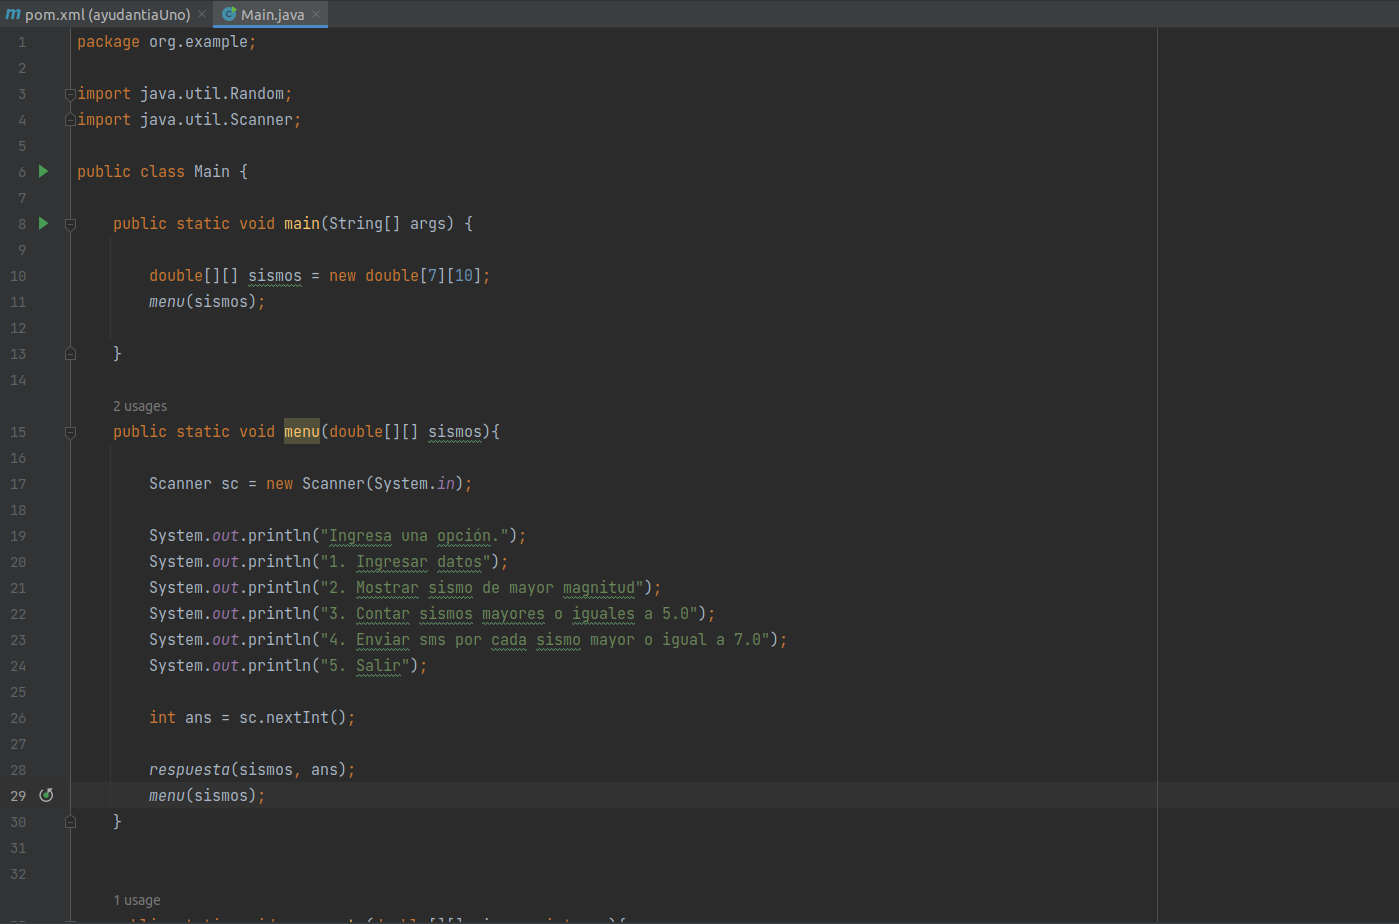 pom.xml (ayudantiaUno) Main.java
1 package org.example;
2
3 import java.util.Random;
4 import java.util.Scanner;
5
6 public class Main {
7
8 public static void main(String[] args) {
9
10 double[][] sismos = new double[7][10];
11 menu(sismos);
12
13 }
14
2 usages
15 public static void menu(double[][] sismos){
16
17 Scanner sc = new Scanner(System.in);
18
19 System.out.println("Ingresa una opción.");
20 System.out.println("1. Ingresar datos");
21 System.out.println("2. Mostrar sismo de mayor magnitud");
22 System.out.println("3. Contar sismos mayores o iguales a 5.0");
23 System.out.println("4. Enviar sms por cada sismo mayor o igual a 7.0");
24 System.out.println("5. Salir");
25
26 int ans = sc.nextInt();
27
28 respuesta(sismos, ans);
29 menu(sismos);
30 }
31
32
1 usage